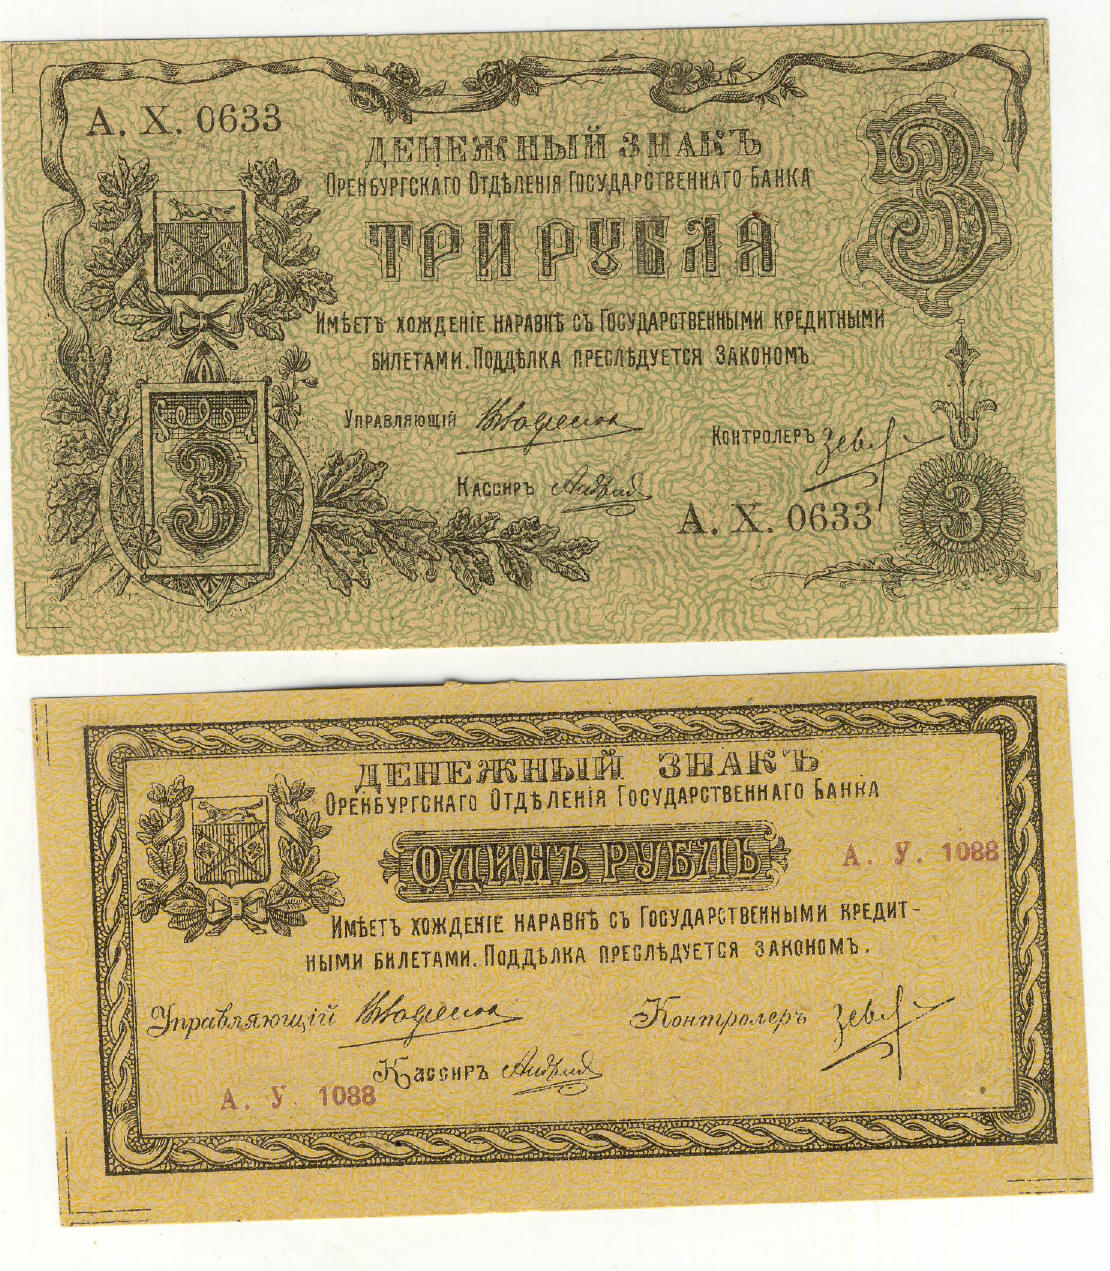 А. Х. 0633
ДЕНЕЖНЫЙ ЗНАКЪ
ОРЕНБУРГСКАГО ОТДѢЛЕНІЯ ГОСУДАРСТВЕННАГО БАНКА
3
ТРИ РУБЛЯ
ИМѢЕТЪ ХОЖДЕНІЕ НАРАВНѢ СЪ ГОСУДАРСТВЕННЫМИ КРЕДИТНЫМИ
БИЛЕТАМИ. ПОДДѢЛКА ПРЕСЛѢДУЕТСЯ ЗАКОНОМЪ.
3
УПРАВЛЯЮЩІЙ
КОНТРОЛЕРЪ
КАССИРЪ
А. Х. 0633
3
ДЕНЕЖНЫЙ ЗНАКЪ
ОРЕНБУРГСКАГО ОТДѢЛЕНІЯ ГОСУДАРСТВЕННАГО БАНКА
ОДИНЪ РУБЛЬ
А. У. 1088
ИМѢЕТЪ ХОЖДЕНІЕ НАРАВНѢ СЪ ГОСУДАРСТВЕННЫМИ КРЕДИТ-
НЫМИ БИЛЕТАМИ. ПОДДѢЛКА ПРЕСЛѢДУЕТСЯ ЗАКОНОМЪ.
Управляющій
Контролеръ
Кассиръ
А. У. 1088